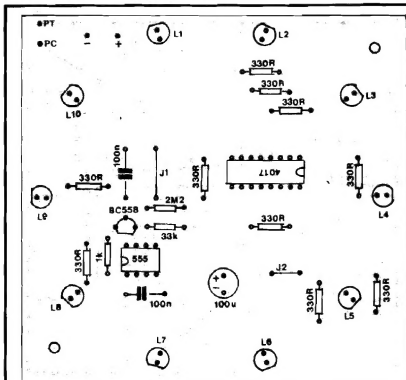 PT
PC
-
+
L1
L2
330R
330R
330R
L10
L3
100n
J1
330R
4017
330R
330R
L9
L4
2M2
BC558
33k
330R
555
1k
330R
100n
+
-
100u
J2
330R
330R
L8
L5
L7
L6